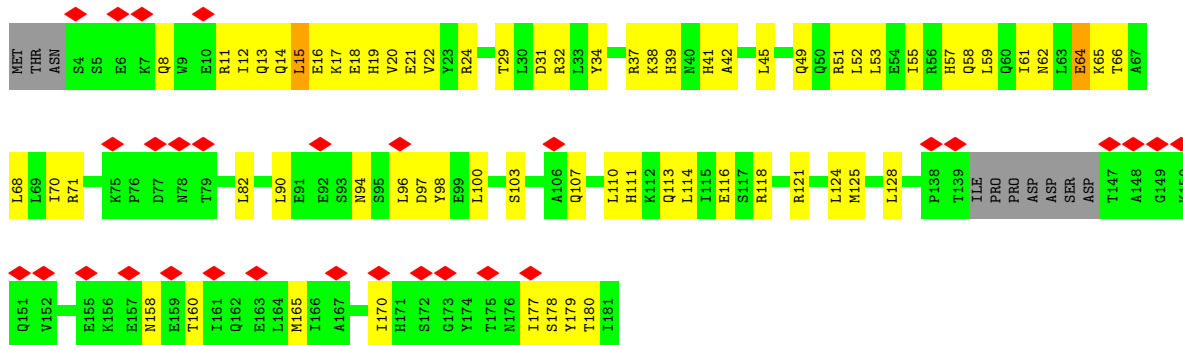 MET THR ASN S4 S5 E6 K7 Q8 W9 E10 R11 I12 Q13 Q14 L15 E16 K17 E18 H19 V20 E21 V22 Y23 R24 T29 L30 D31 R32 L33 Y34 R37 K38 H39 N40 H41 A42 L45 Q49 Q50 R51 L52 L53 E54 I55 R56 H57 Q58 L59 Q60 I61 N62 L63 E64 K65 T66 A67
L68 L69 I70 R71 K75 P76 D77 N78 T79 L82 L90 E91 E92 S93 N94 S95 L96 D97 Y98 E99 L100 S103 A106 Q107 L110 H111 K112 Q113 L114 I115 E116 S117 R118 R121 L124 M125 L128 P138 T139 ILE PRO PRO ASP ASP SER ASP T147 A148 G149 K150
Q151 V152 E155 K156 E157 N158 E159 T160 I161 Q162 E163 L164 M165 I166 A167 I170 H171 S172 G173 Y174 T175 N176 I177 S178 Y179 T180 I181